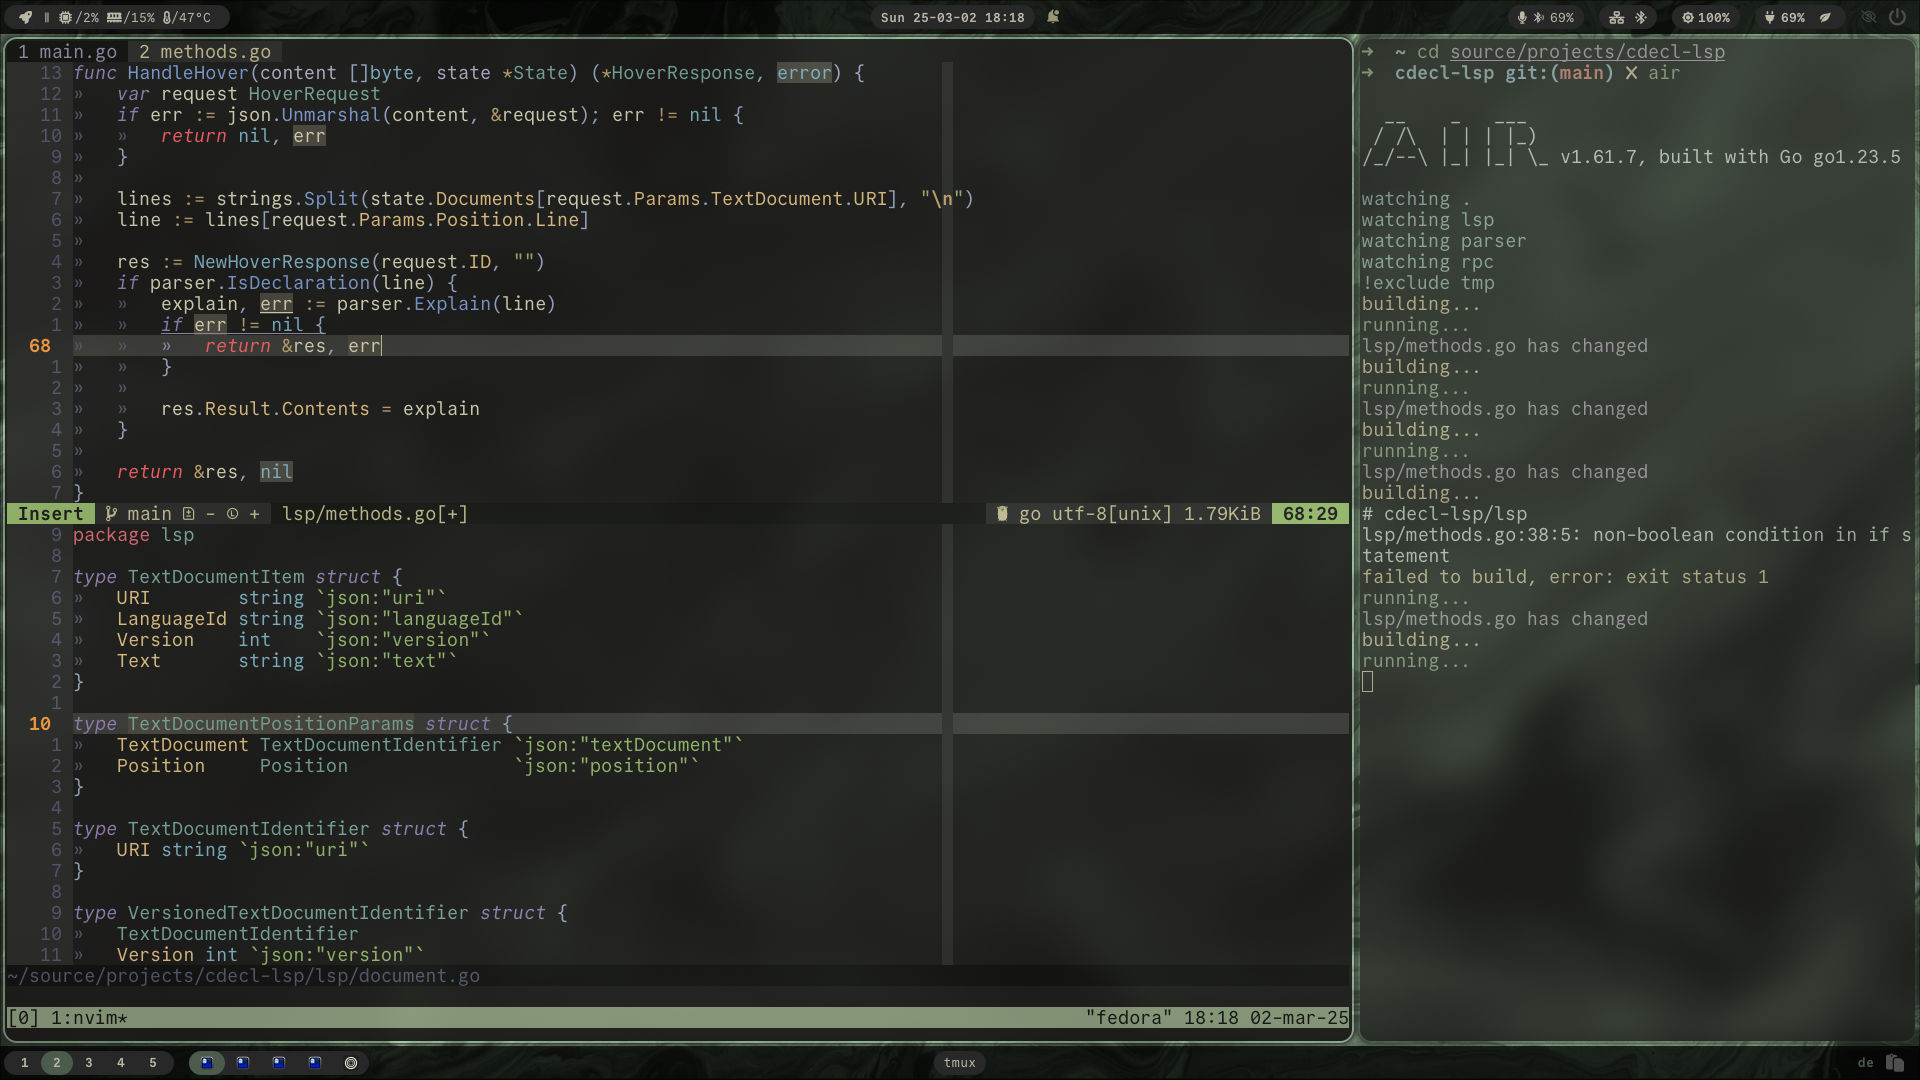 /2% /15% /47°C
Sun 25-03-02 18:18
69%
100%
69%
1 main.go 2 methods.go
13 func HandleHover(content []byte, state *State) (*HoverResponse, error) {
12 » var request HoverRequest
11 » if err := json.Unmarshal(content, &request); err != nil {
10 » » return nil, err
9 » }
8 »
7 » lines := strings.Split(state.Documents[request.Params.TextDocument.URI], "\n")
6 » line := lines[request.Params.Position.Line]
5 »
4 » res := NewHoverResponse(request.ID, "")
3 » if parser.IsDeclaration(line) {
2 » » explain, err := parser.Explain(line)
1 » » if err != nil {
68 » » » return &res, err
1 » » }
2 » »
3 » » res.Result.Contents = explain
4 » }
5 »
6 » return &res, nil
7 }
Insert main - + lsp/methods.go[+] go utf-8[unix] 1.79KiB 68:29
9 package lsp
8
7 type TextDocumentItem struct {
6 » URI string `json:"uri"`
5 » LanguageId string `json:"languageId"`
4 » Version int `json:"version"`
3 » Text string `json:"text"`
2 }
1
10 type TextDocumentPositionParams struct {
1 » TextDocument TextDocumentIdentifier `json:"textDocument"`
2 » Position Position `json:"position"`
3 }
4
5 type TextDocumentIdentifier struct {
6 » URI string `json:"uri"`
7 }
8
9 type VersionedTextDocumentIdentifier struct {
10 » TextDocumentIdentifier
11 » Version int `json:"version"`
~/source/projects/cdecl-lsp/lsp/document.go
[0] 1:nvim* "fedora" 18:18 02-mar-25
→ ~ cd source/projects/cdecl-lsp
→ cdecl-lsp git:(main) ✗ air
  __    _   ___
 / /\  | | | |_)
/_/--\ |_| |_| \_ v1.61.7, built with Go go1.23.5
watching .
watching lsp
watching parser
watching rpc
!exclude tmp
building...
running...
lsp/methods.go has changed
building...
running...
lsp/methods.go has changed
building...
running...
lsp/methods.go has changed
building...
# cdecl-lsp/lsp
lsp/methods.go:38:5: non-boolean condition in if s
tatement
failed to build, error: exit status 1
running...
lsp/methods.go has changed
building...
running...
1 2 3 4 5
tmux
de